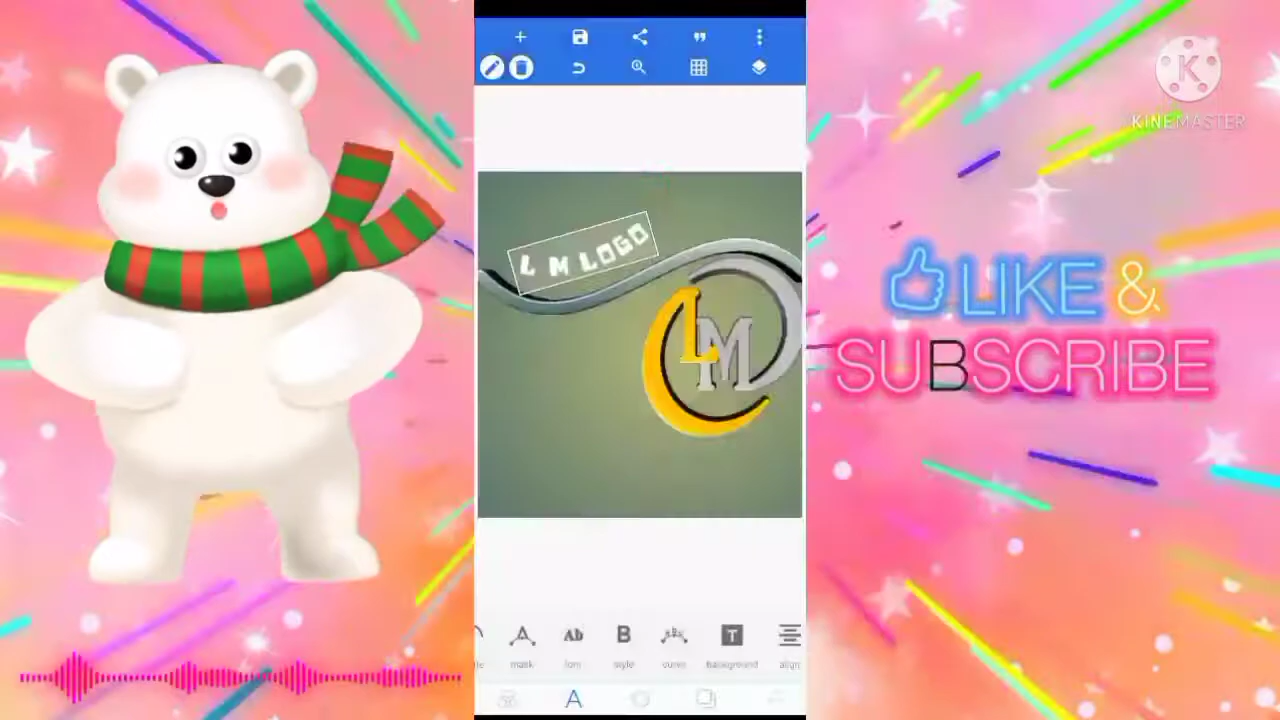 L M LOGO
LM
K
KINEMASTER
LIKE &
SUBSCRIBE
mask
font
style
curve
background
align